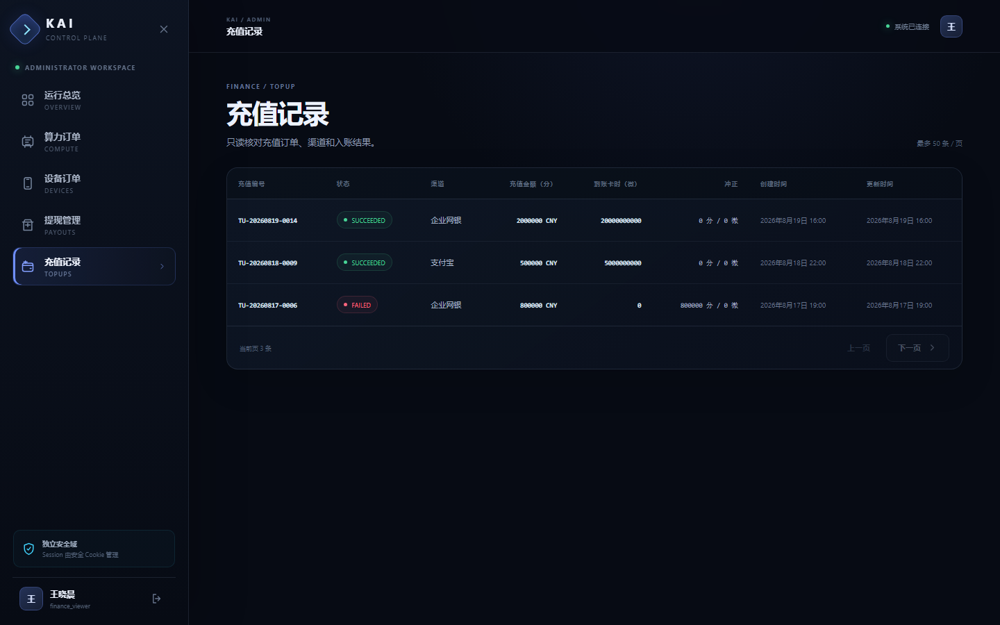 KAI
CONTROL PLANE
ADMINISTRATOR WORKSPACE
运行总览
OVERVIEW
算力订单
COMPUTE
设备订单
DEVICES
提现管理
PAYOUTS
充值记录
TOPUPS
独立安全域
Session 由安全 Cookie 管理
王
王晓晨
finance_viewer
KAI / ADMIN
充值记录
系统已连接
王
FINANCE / TOPUP
充值记录
只读核对充值订单、渠道和入账结果。
最多 50 条 / 页
充值编号 状态 渠道 充值金额（分） 到账卡时（微） 冲正 创建时间 更新时间
TU-20260819-0014 SUCCEEDED 企业网银 2000000 CNY 20000000000 0 分 / 0 微 2026年8月19日 16:00 2026年8月19日 16:00
TU-20260818-0009 SUCCEEDED 支付宝 500000 CNY 5000000000 0 分 / 0 微 2026年8月18日 22:00 2026年8月18日 22:00
TU-20260817-0006 FAILED 企业网银 800000 CNY 0 800000 分 / 0 微 2026年8月17日 19:00 2026年8月17日 19:00
当前页 3 条 上一页 下一页